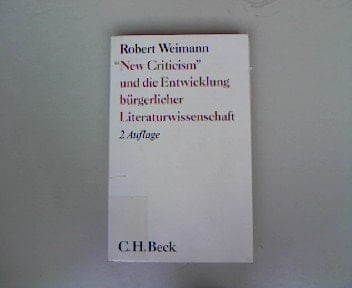 Robert Weimann
"New Criticism"
und die Entwicklung
bürgerlicher
Literaturwissenschaft
2. Auflage
C.H.Beck